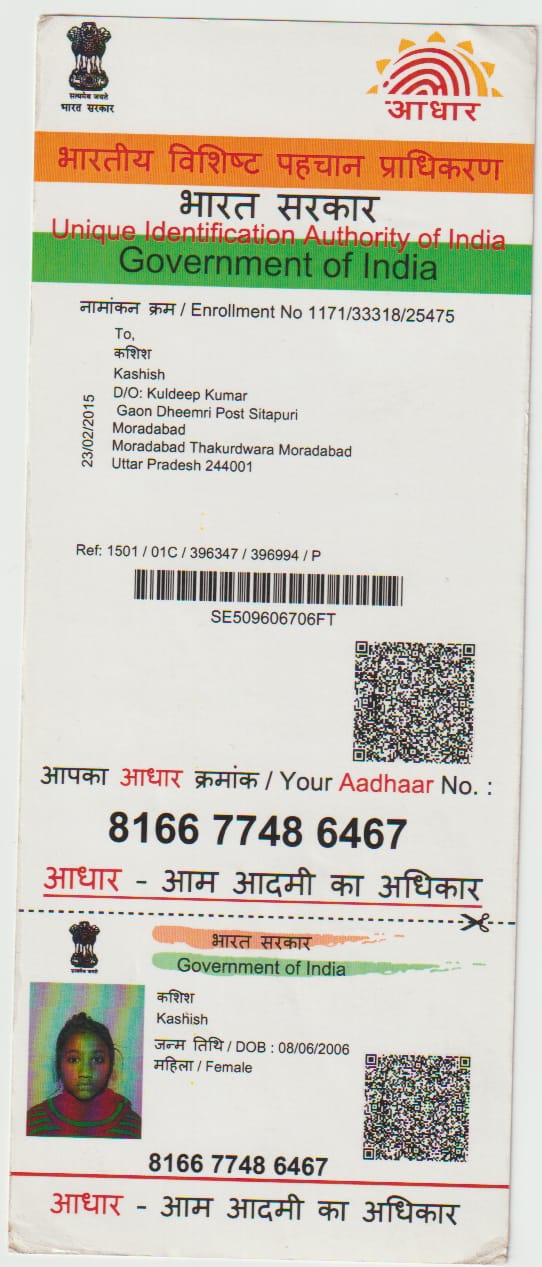 सत्यमेव जयते
भारत सरकार
आधार
भारतीय विशिष्ट पहचान प्राधिकरण
भारत सरकार
Unique Identification Authority of India
Government of India
नामांकन क्रम / Enrollment No 1171/33318/25475
To,
कशिश
Kashish
D/O: Kuldeep Kumar
Gaon Dheemri Post Sitapuri
Moradabad
Moradabad Thakurdwara Moradabad
Uttar Pradesh 244001
23/02/2015
Ref: 1501 / 01C / 396347 / 396994 / P
SE509606706FT
आपका आधार क्रमांक / Your Aadhaar No. :
8166 7748 6467
आधार - आम आदमी का अधिकार
सत्यमेव जयते
भारत सरकार
Government of India
कशिश
Kashish
जन्म तिथि / DOB : 08/06/2006
महिला / Female
8166 7748 6467
आधार - आम आदमी का अधिकार